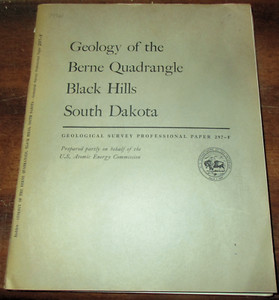 Geology of the
Berne Quadrangle
Black Hills
South Dakota
GEOLOGICAL SURVEY PROFESSIONAL PAPER 297-F
Prepared partly on behalf of the
U.S. Atomic Energy Commission